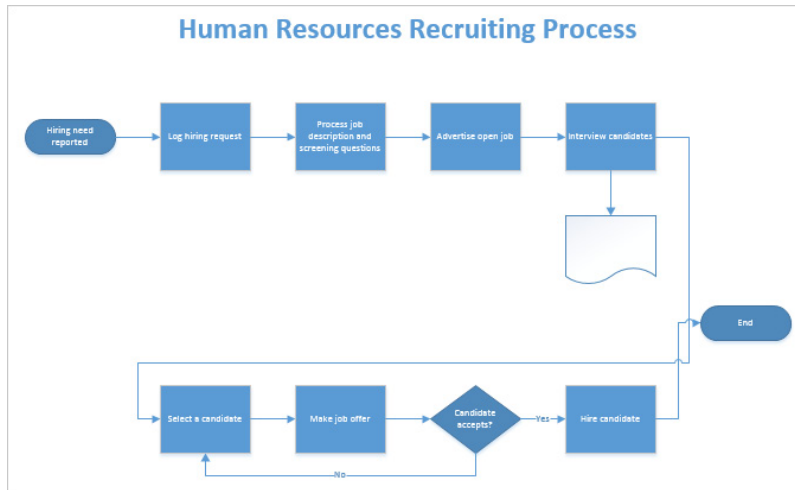 Human Resources Recruiting Process
Hiring need
reported
Log hiring request
Process job
description and
screening questions
Advertise open job
Interview candidates
End
Select a candidate
Make job offer
Candidate
accepts?
Yes
Hire candidate
No